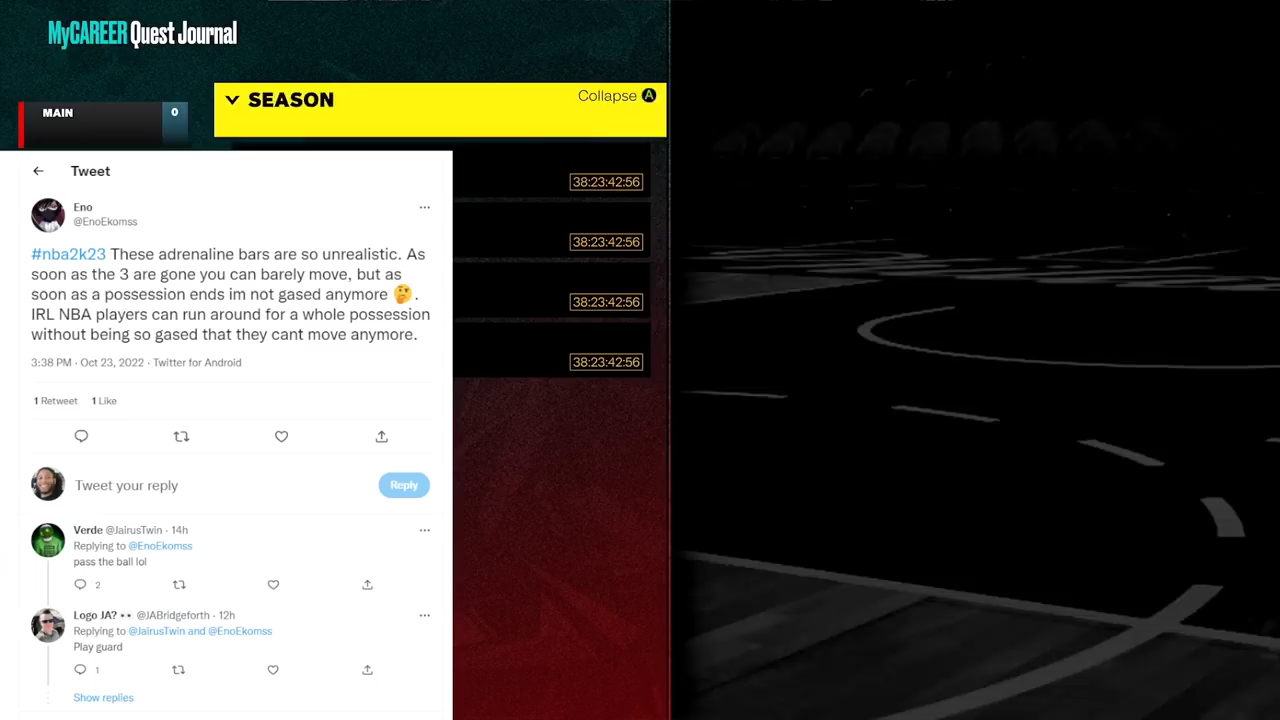 MyCAREER Quest Journal
MAIN 0
SEASON
Collapse A
38:23:42:56
38:23:42:56
38:23:42:56
38:23:42:56
Tweet
Eno
@EnoEkomss
#nba2k23 These adrenaline bars are so unrealistic. As
soon as the 3 are gone you can barely move, but as
soon as a possession ends im not gased anymore 🤔.
IRL NBA players can run around for a whole possession
without being so gased that they cant move anymore.
3:38 PM · Oct 23, 2022 · Twitter for Android
1 Retweet 1 Like
Tweet your reply
Reply
Verde @JairusTwin · 14h
Replying to @EnoEkomss
pass the ball lol
2
Logo JA? 👀 @JABridgeforth · 12h
Replying to @JairusTwin and @EnoEkomss
Play guard
1
Show replies